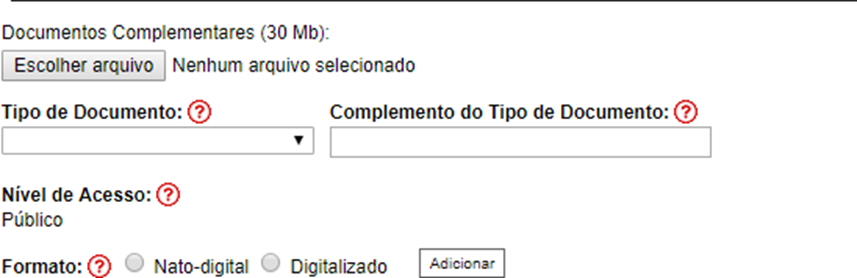 Documentos Complementares (30 Mb):
Escolher arquivo Nenhum arquivo selecionado
Tipo de Documento: ? Complemento do Tipo de Documento: ?
Nível de Acesso: ?
Público
Formato: ? Nato-digital Digitalizado Adicionar